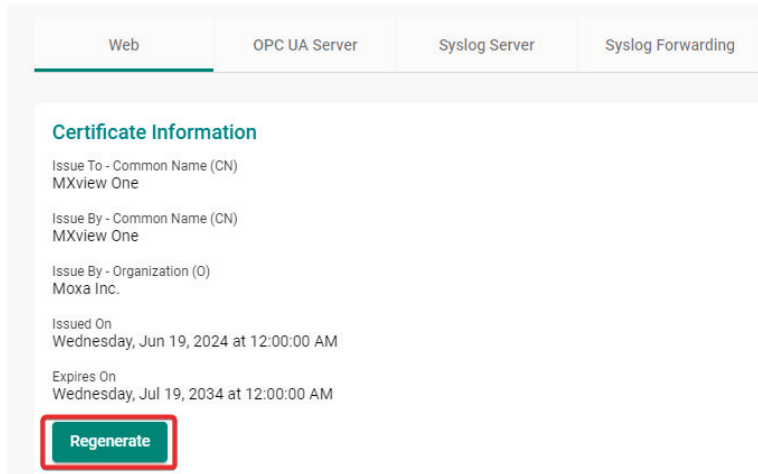 Web OPC UA Server Syslog Server Syslog Forwarding
Certificate Information
Issue To - Common Name (CN)
MXview One
Issue By - Common Name (CN)
MXview One
Issue By - Organization (O)
Moxa Inc.
Issued On
Wednesday, Jun 19, 2024 at 12:00:00 AM
Expires On
Wednesday, Jul 19, 2034 at 12:00:00 AM
Regenerate